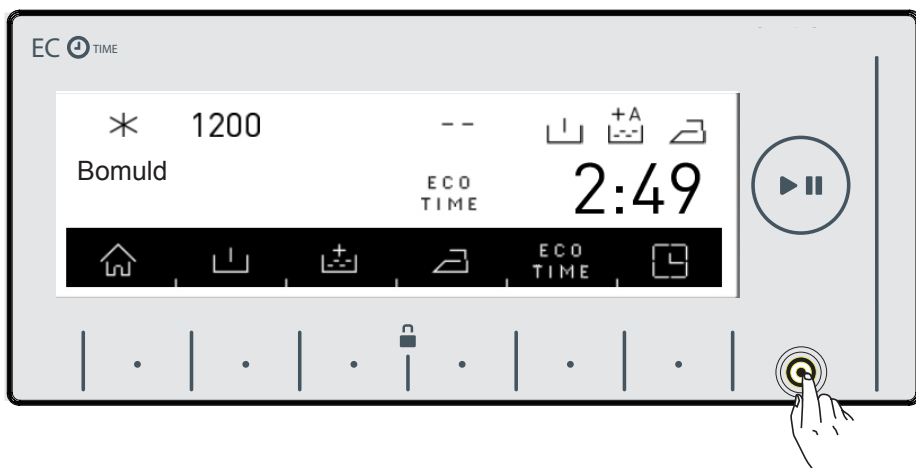 EC TIME
1200 --
+A
Bomuld
ECO
TIME
2:49
ECO
TIME